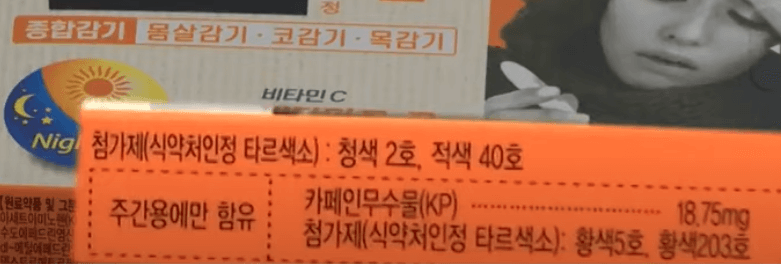 정
종합감기 몸살감기·코감기·목감기
비타민 C
Nig
첨가제(식약처인정 타르색소) : 청색 2호, 적색 40호
주간용에만 함유
카페인무수물(KP) 18.75mg
첨가제(식약처인정 타르색소): 황색5호, 황색203호